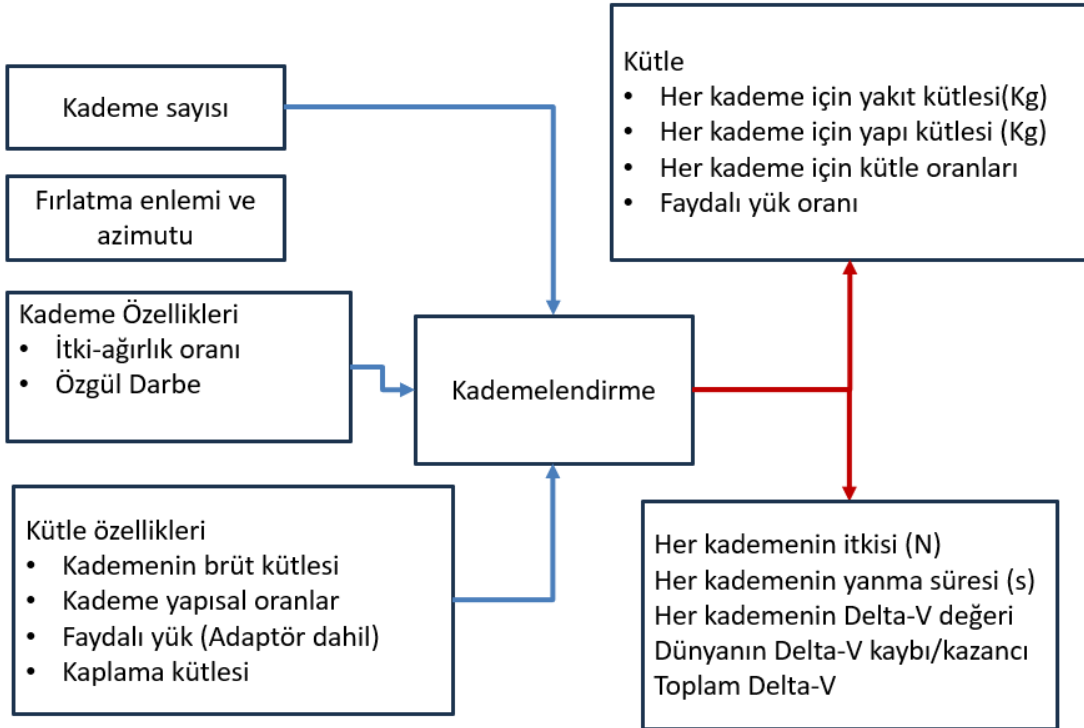 Kademe sayısı
Fırlatma enlemi ve
azimutu
Kademe Özellikleri
• İtki-ağırlık oranı
• Özgül Darbe
Kütle özellikleri
• Kademenin brüt kütlesi
• Kademe yapısal oranlar
• Faydalı yük (Adaptör dahil)
• Kaplama kütlesi
Kademelendirme
Kütle
• Her kademe için yakıt kütlesi(Kg)
• Her kademe için yapı kütlesi (Kg)
• Her kademe için kütle oranları
• Faydalı yük oranı
Her kademenin itkisi (N)
Her kademenin yanma süresi (s)
Her kademenin Delta-V değeri
Dünyanın Delta-V kaybı/kazancı
Toplam Delta-V